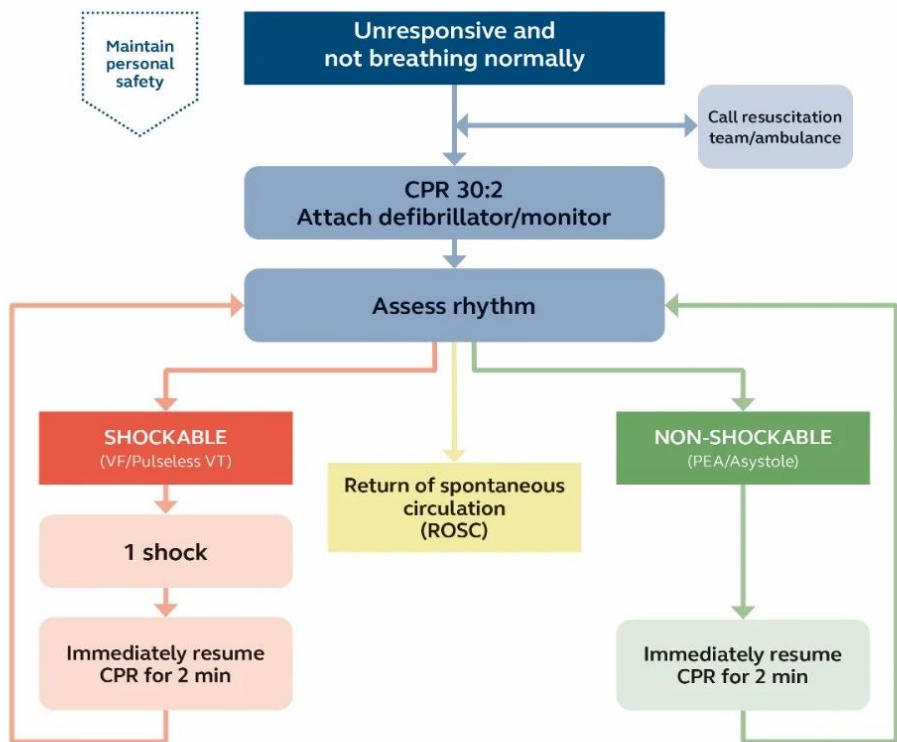 Maintain
personal
safety
Unresponsive and
not breathing normally
Call resuscitation
team/ambulance
CPR 30:2
Attach defibrillator/monitor
Assess rhythm
SHOCKABLE
(VF/Pulseless VT)
1 shock
Immediately resume
CPR for 2 min
Return of spontaneous
circulation
(ROSC)
NON-SHOCKABLE
(PEA/Asystole)
Immediately resume
CPR for 2 min